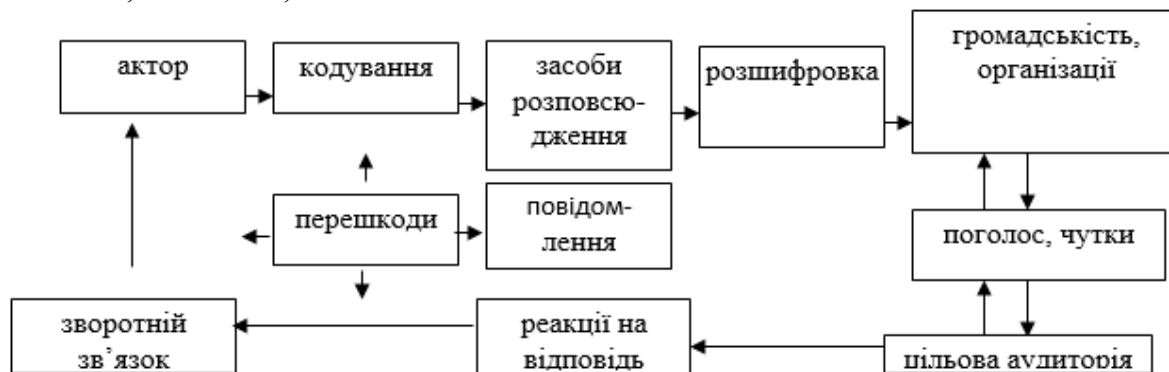 актор
кодування
засоби
розповсю-
дження
розшифровка
громадськість,
організації
перешкоди
повідом-
лення
поголос, чутки
зворотній
зв’язок
реакції на
відповідь
цільова аудиторія